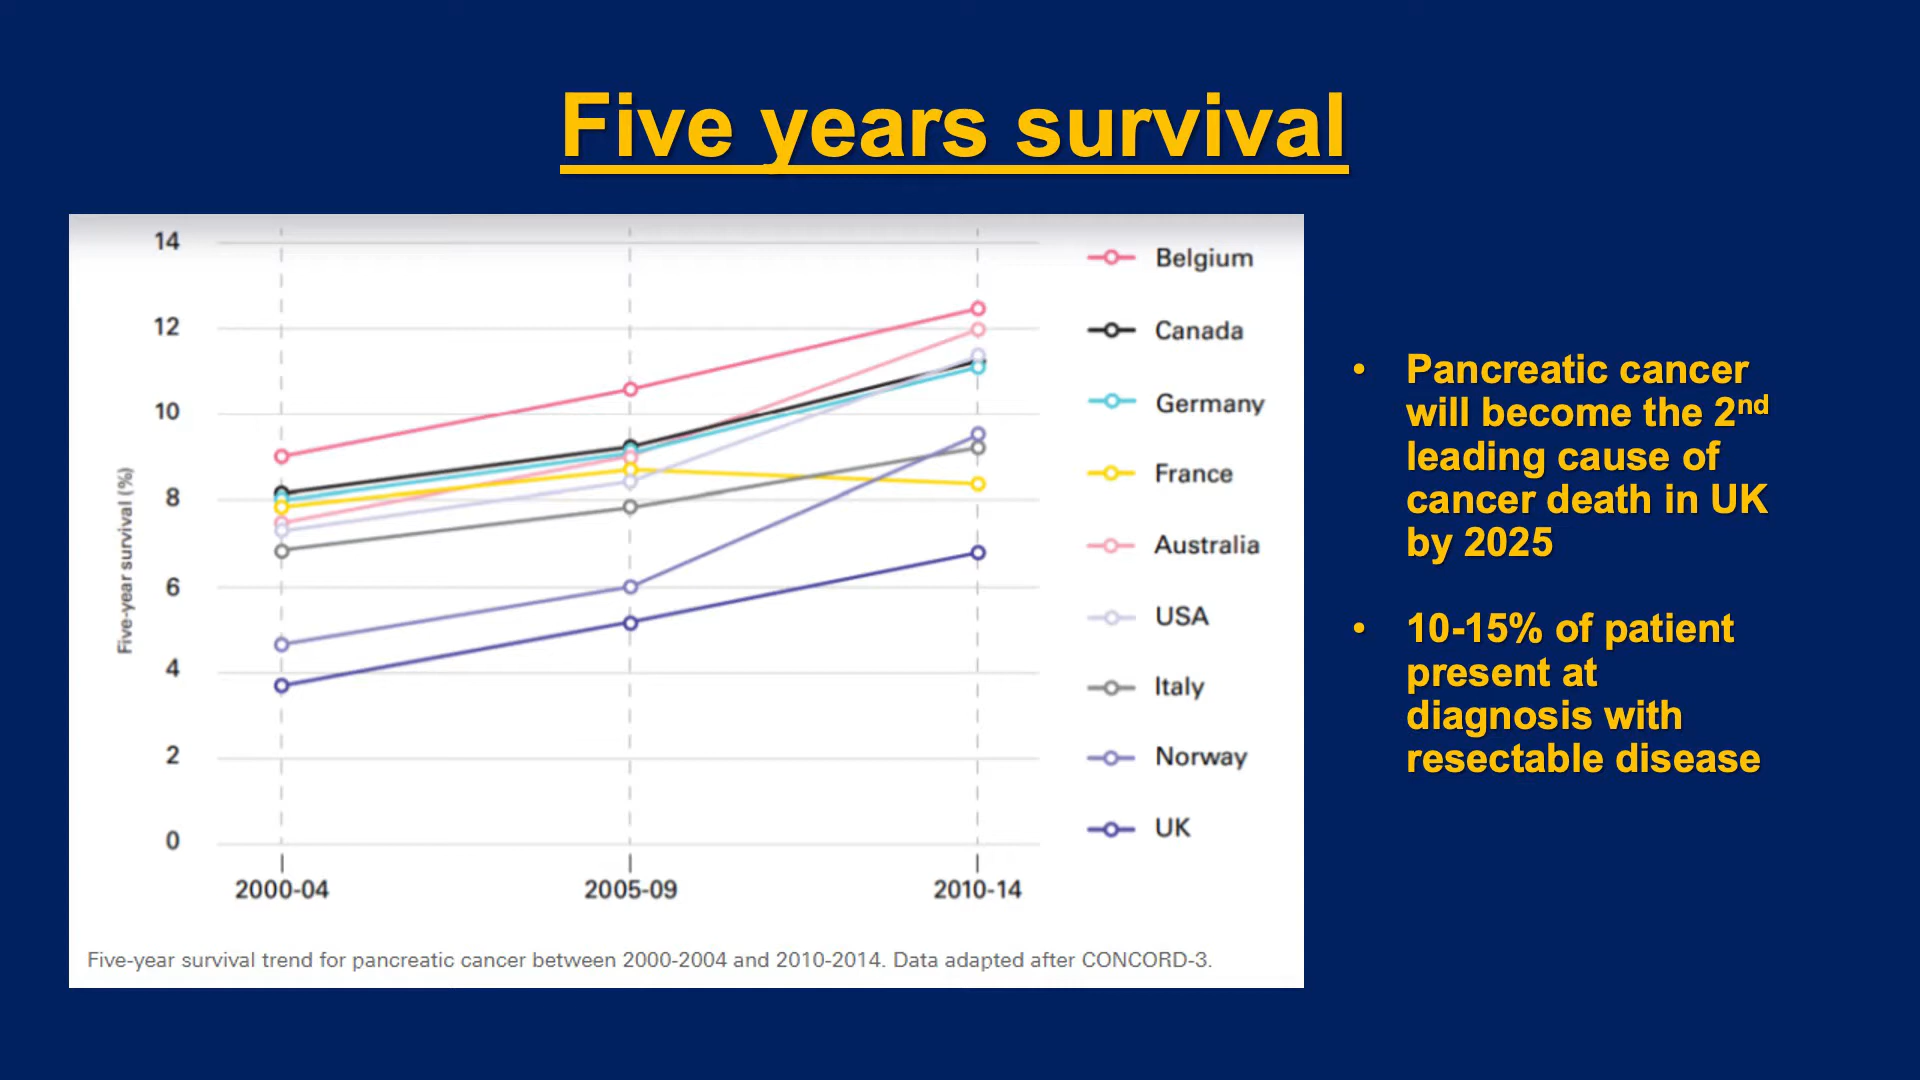 Five years survival
14
12
10
8
6
4
2
0
Five-year survival (%)
2000-04
2005-09
2010-14
Belgium
Canada
Germany
France
Australia
USA
Italy
Norway
UK
Five-year survival trend for pancreatic cancer between 2000-2004 and 2010-2014. Data adapted after CONCORD-3.
• Pancreatic cancer
will become the 2nd
leading cause of
cancer death in UK
by 2025
• 10-15% of patient
present at
diagnosis with
resectable disease